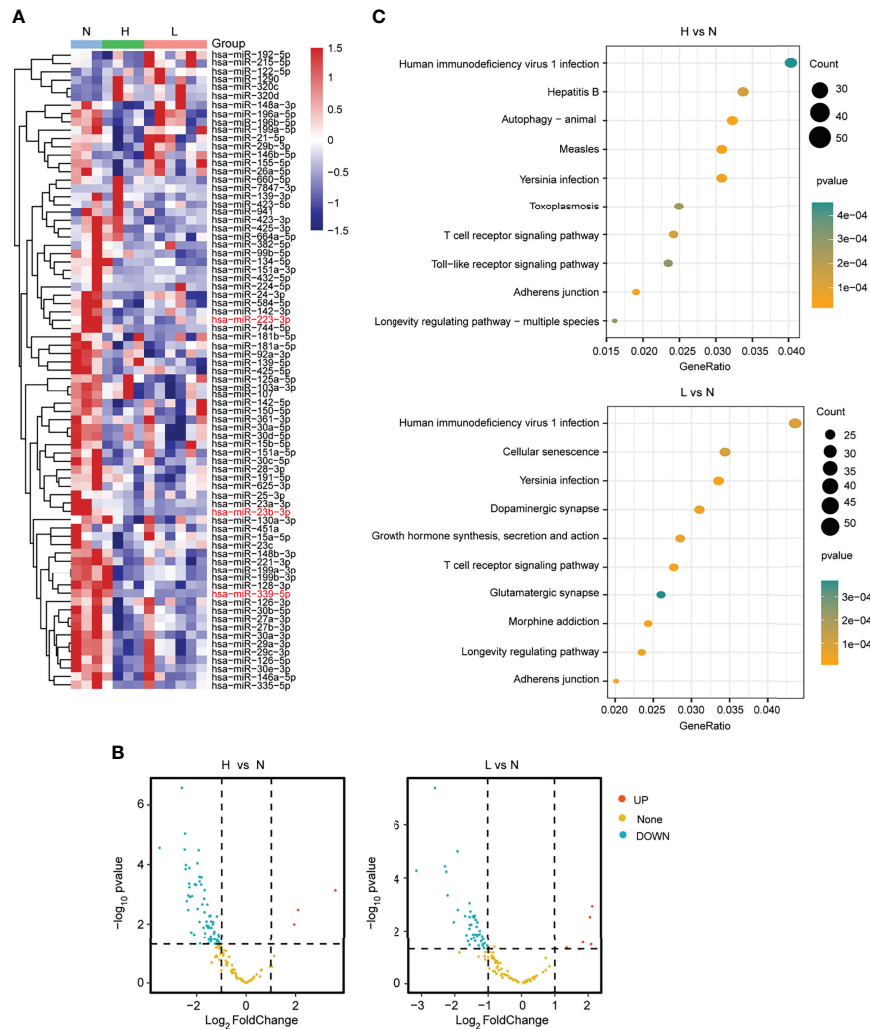 A
N H L Group
hsa-miR-192-5p
hsa-miR-215-5p
hsa-miR-122-5p
hsa-miR-1290
hsa-miR-320c
hsa-miR-320d
hsa-miR-148a-3p
hsa-miR-196a-5p
hsa-miR-196b-5p
hsa-miR-199a-5p
hsa-miR-21-5p
hsa-miR-29b-3p
hsa-miR-146b-5p
hsa-miR-155-5p
hsa-miR-26a-5p
hsa-miR-660-5p
hsa-miR-7847-3p
hsa-miR-139-3p
hsa-miR-423-5p
hsa-miR-941
hsa-miR-423-3p
hsa-miR-425-3p
hsa-miR-664a-5p
hsa-miR-382-5p
hsa-miR-99b-5p
hsa-miR-134-5p
hsa-miR-151a-3p
hsa-miR-432-5p
hsa-miR-224-5p
hsa-miR-24-3p
hsa-miR-584-5p
hsa-miR-142-3p
hsa-miR-223-3p
hsa-miR-744-5p
hsa-miR-181b-5p
hsa-miR-181a-5p
hsa-miR-92a-3p
hsa-miR-139-5p
hsa-miR-425-5p
hsa-miR-125a-5p
hsa-miR-103a-3p
hsa-miR-107
hsa-miR-142-5p
hsa-miR-150-5p
hsa-miR-361-3p
hsa-miR-30a-5p
hsa-miR-30d-5p
hsa-miR-15b-5p
hsa-miR-151a-5p
hsa-miR-30c-5p
hsa-miR-28-3p
hsa-miR-191-5p
hsa-miR-625-3p
hsa-miR-25-3p
hsa-miR-23a-3p
hsa-miR-23b-3p
hsa-miR-130a-3p
hsa-miR-451a
hsa-miR-15a-5p
hsa-miR-23c
hsa-miR-148b-3p
hsa-miR-221-3p
hsa-miR-199a-3p
hsa-miR-199b-3p
hsa-miR-128-3p
hsa-miR-339-5p
hsa-miR-126-3p
hsa-miR-30b-5p
hsa-miR-27a-3p
hsa-miR-27b-3p
hsa-miR-30a-3p
hsa-miR-29a-3p
hsa-miR-29c-3p
hsa-miR-126-5p
hsa-miR-30e-3p
hsa-miR-146a-5p
hsa-miR-335-5p
1.5
1
0.5
0
−0.5
−1
−1.5
C
H vs N
Human immunodeficiency virus 1 infection
Hepatitis B
Autophagy − animal
Measles
Yersinia infection
Toxoplasmosis
T cell receptor signaling pathway
Toll−like receptor signaling pathway
Adherens junction
Longevity regulating pathway − multiple species
0.015 0.020 0.025 0.030 0.035 0.040
GeneRatio
Count
30
40
50
pvalue
4e−04
3e−04
2e−04
1e−04
L vs N
Human immunodeficiency virus 1 infection
Cellular senescence
Yersinia infection
Dopaminergic synapse
Growth hormone synthesis, secretion and action
T cell receptor signaling pathway
Glutamatergic synapse
Morphine addiction
Longevity regulating pathway
Adherens junction
0.020 0.025 0.030 0.035 0.040
GeneRatio
Count
25
30
35
40
45
50
pvalue
3e−04
2e−04
1e−04
B
H vs N
−log10 pvalue
6
4
2
0
−2 0 2
Log2 FoldChange
L vs N
−log10 pvalue
6
4
2
0
−3 −2 −1 0 1 2
Log2 FoldChange
UP
None
DOWN